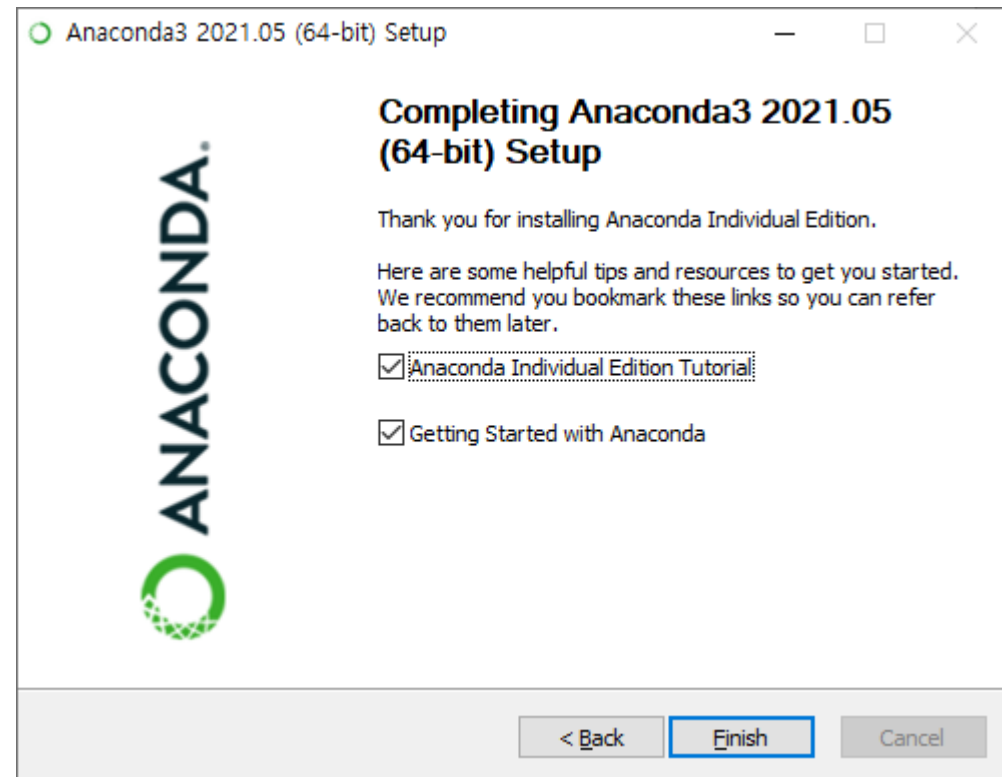 Anaconda3 2021.05 (64-bit) Setup
Completing Anaconda3 2021.05
(64-bit) Setup
Thank you for installing Anaconda Individual Edition.
Here are some helpful tips and resources to get you started.
We recommend you bookmark these links so you can refer
back to them later.
Anaconda Individual Edition Tutorial
Getting Started with Anaconda
ANACONDA.
< Back
Finish
Cancel